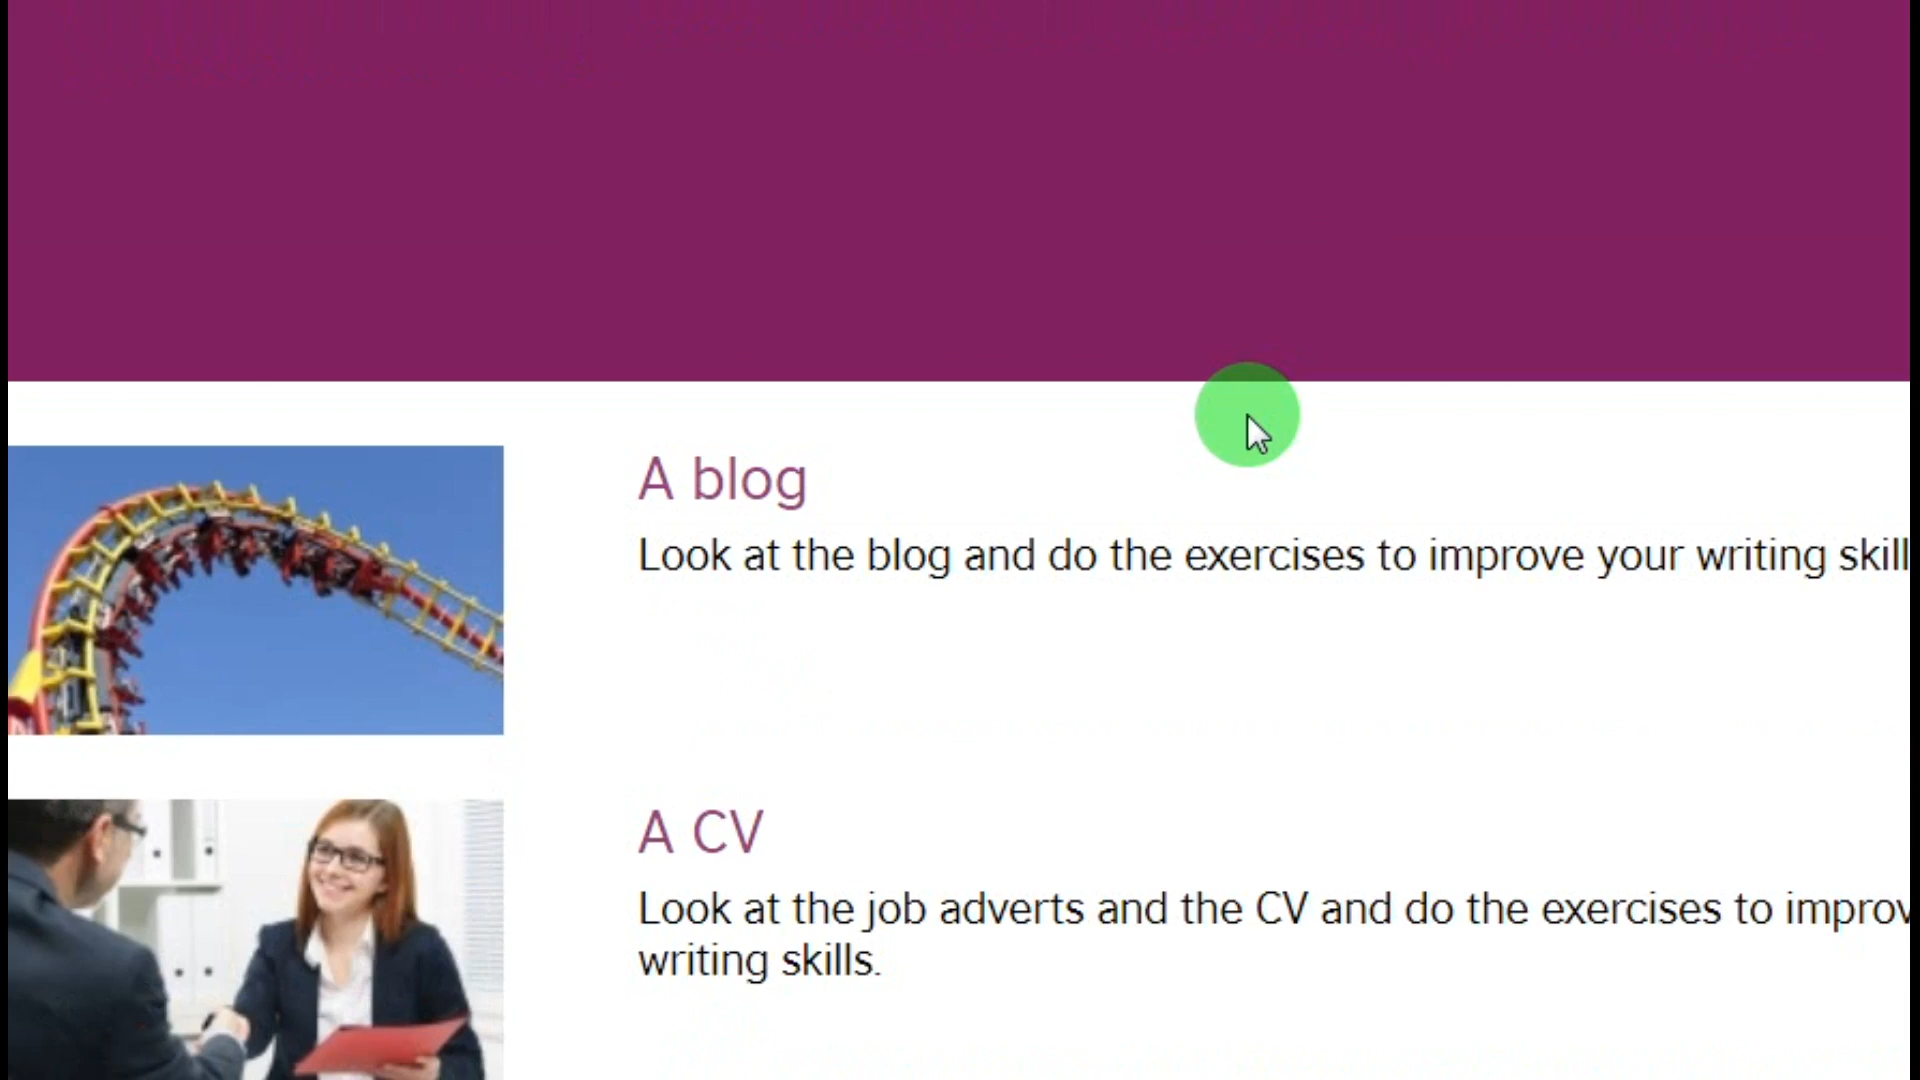 A blog
Look at the blog and do the exercises to improve your writing skill
A CV
Look at the job adverts and the CV and do the exercises to improv
writing skills.